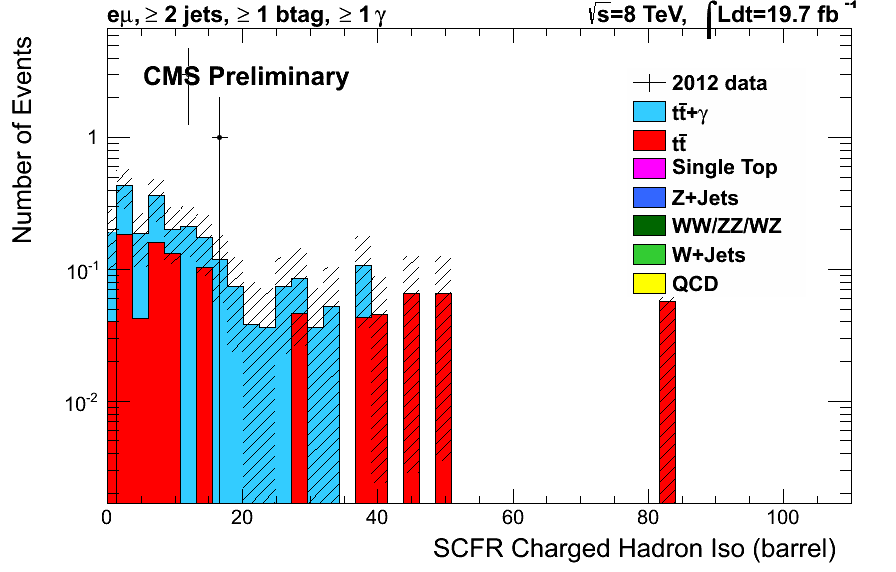 eμ, ≥ 2 jets, ≥ 1 btag, ≥ 1 γ
√s=8 TeV, ∫Ldt=19.7 fb⁻¹
CMS Preliminary
2012 data
tt̄+γ
tt̄
Single Top
Z+Jets
WW/ZZ/WZ
W+Jets
QCD
Number of Events
1
10⁻¹
10⁻²
0 20 40 60 80 100
SCFR Charged Hadron Iso (barrel)